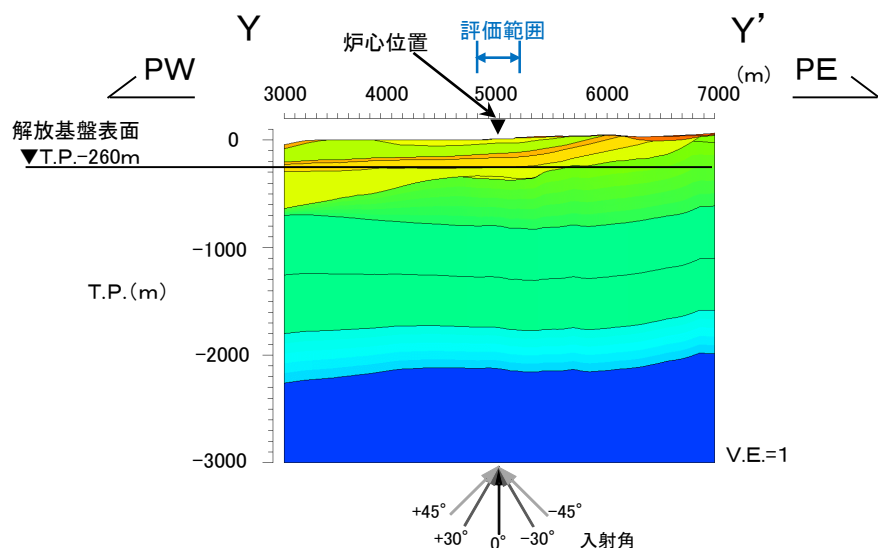 Y
Y’
評価範囲
炉心位置
PW
PE
(m)
3000 4000 5000 6000 7000
解放基盤表面
▼T.P.-260m
0
-1000
T.P.(m)
-2000
-3000
V.E.=1
+45° -45°
+30° -30°
0° 入射角